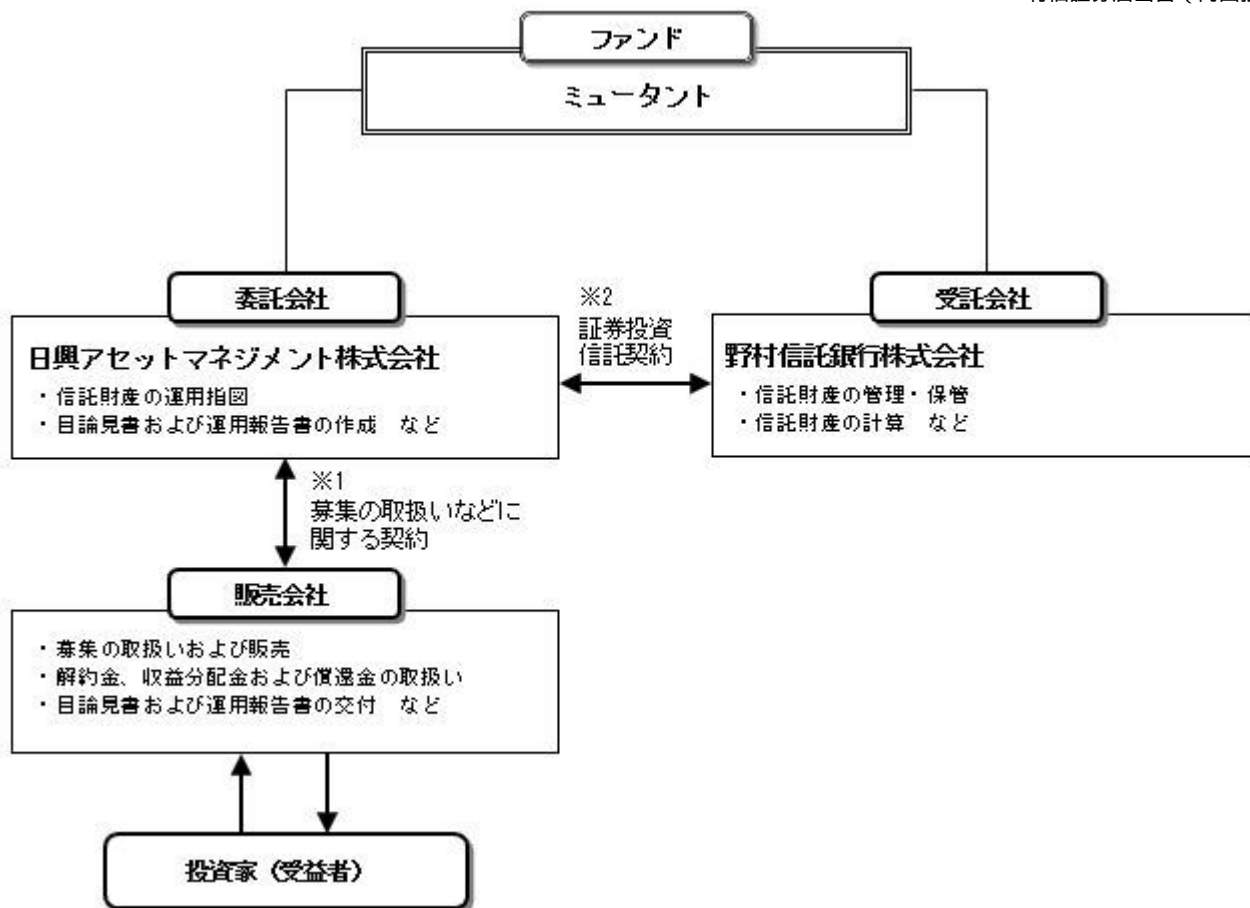 ファンド
ミュータント
委託会社
日興アセットマネジメント株式会社
・信託財産の運用指図
・目論見書および運用報告書の作成 など
※2
証券投資
信託契約
受託会社
野村信託銀行株式会社
・信託財産の管理・保管
・信託財産の計算 など
※1
募集の取扱いなどに
関する契約
販売会社
・募集の取扱いおよび販売
・解約金、収益分配金および償還金の取扱い
・目論見書および運用報告書の交付 など
投資家(受益者)